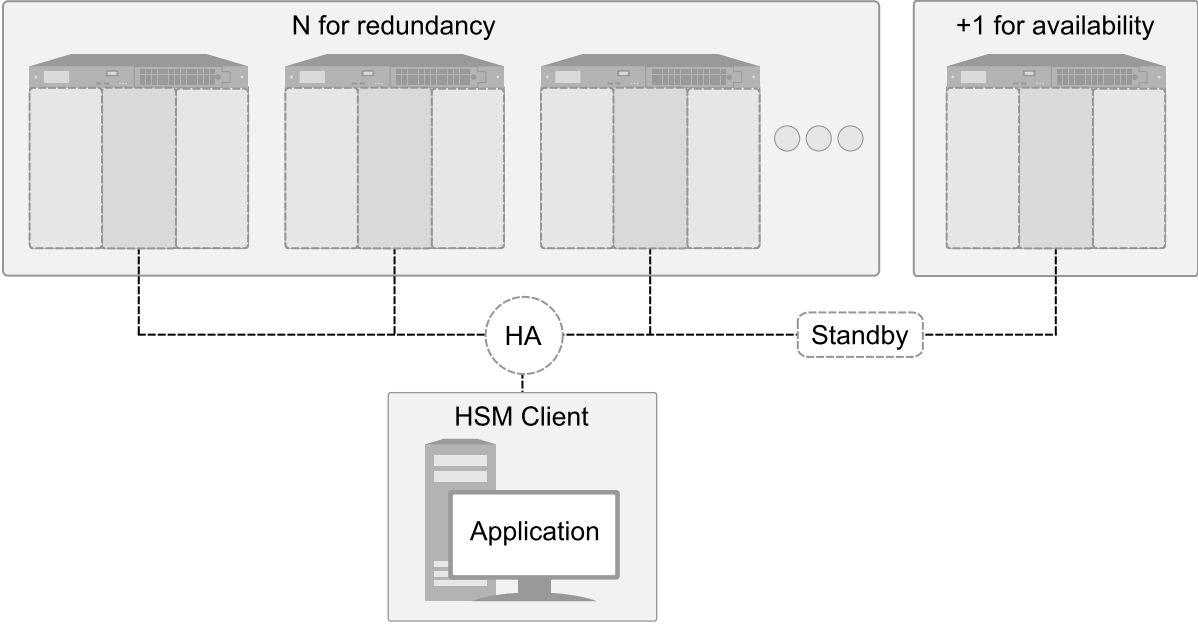 N for redundancy
+1 for availability
HA
Standby
HSM Client
Application